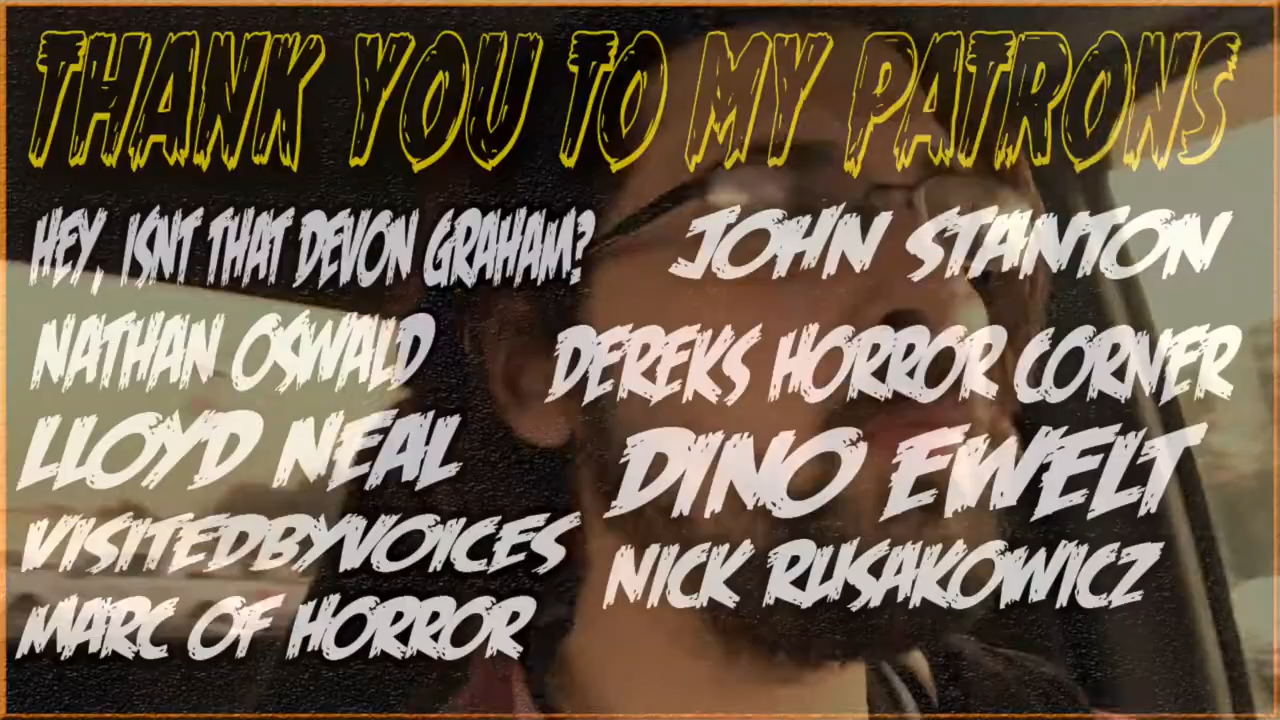 THANK YOU TO MY PATRONS
HEY, ISNT THAT DEVON GRAHAM?
NATHAN OSWALD
LLOYD NEAL
VISITEDBYVOICES
MARC OF HORROR
JOHN STANTON
DEREKS HORROR CORNER
DINO EWELT
NICK RUSAKOWICZ